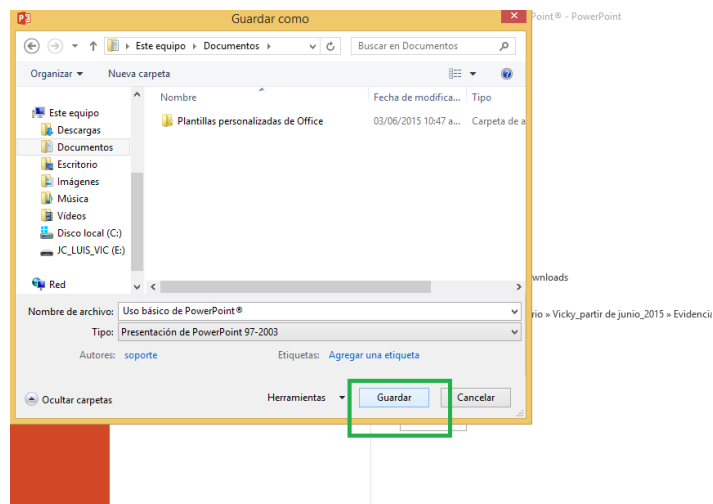 Guardar como
Point® - PowerPoint
Este equipo Documentos
Buscar en Documentos
Organizar Nueva carpeta
Nombre Fecha de modifica... Tipo
Plantillas personalizadas de Office 03/06/2015 10:47 a... Carpeta de a
Este equipo
Descargas
Documentos
Escritorio
Imágenes
Música
Vídeos
Disco local (C:)
JC_LUIS_VIC (E:)
Red
wnloads
Nombre de archivo: Uso básico de PowerPoint®
rio » Vicky_partir de junio_2015 » Evidencia
Tipo: Presentación de PowerPoint 97-2003
Autores: soporte Etiquetas: Agregar una etiqueta
Ocultar carpetas Herramientas Guardar Cancelar